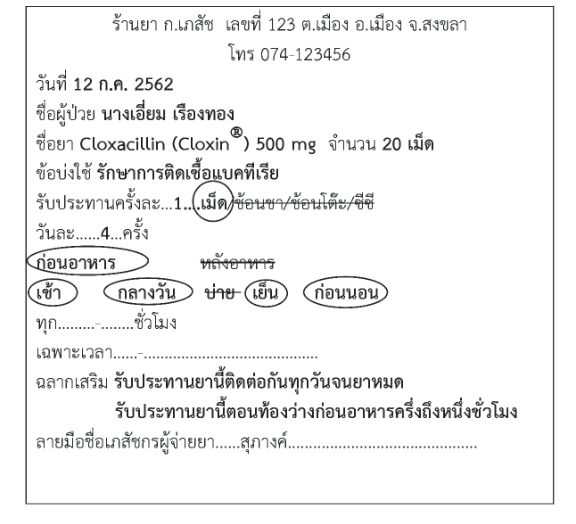 ร้านยา ก.เภสัช เลขที่ 123 ต.เมือง อ.เมือง จ.สงขลา
โทร 074-123456
วันที่ 12 ก.ค. 2562
ชื่อผู้ป่วย นางเอี่ยม เรืองทอง
ชื่อยา Cloxacillin (Cloxin®) 500 mg จำนวน 20 เม็ด
ข้อบ่งใช้ รักษาการติดเชื้อแบคทีเรีย
รับประทานครั้งละ...1....เม็ด/ช้อนชา/ช้อนโต๊ะ/ซีซี
วันละ......4...ครั้ง
ก่อนอาหาร หลังอาหาร
เช้า กลางวัน บ่าย เย็น ก่อนนอน
ทุก.........-........ชั่วโมง
เฉพาะเวลา......-........................................
ฉลากเสริม รับประทานยานี้ติดต่อกันทุกวันจนยาหมด
รับประทานยานี้ตอนท้องว่างก่อนอาหารครึ่งถึงหนึ่งชั่วโมง
ลายมือชื่อเภสัชกรผู้จ่ายยา......สุภางค์............................................